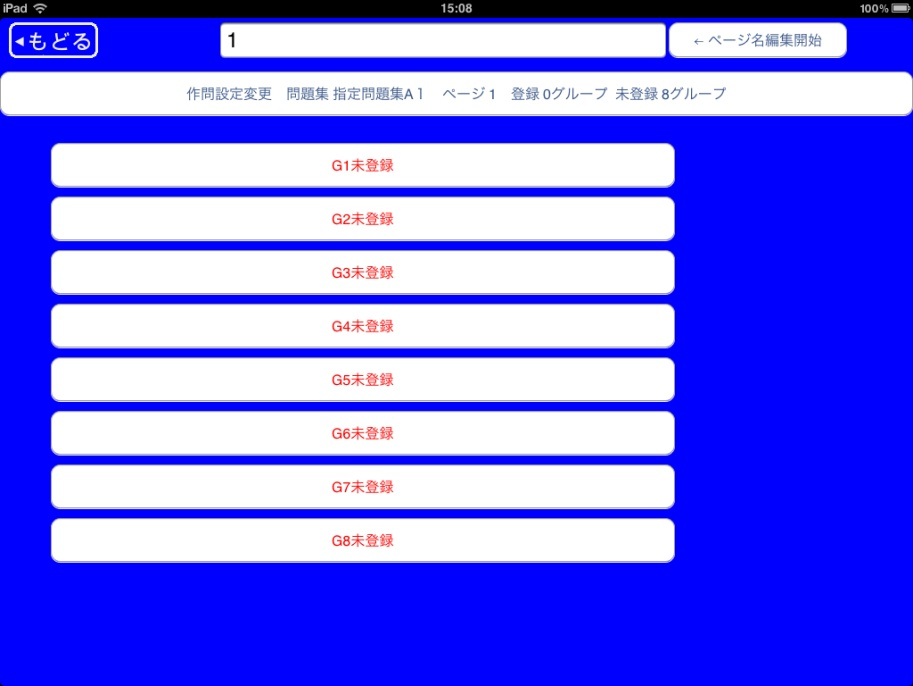 iPad 15:08 100%
◀もどる 1 ← ページ名編集開始
作問設定変更 問題集 指定問題集A１ ページ 1 登録 0グループ 未登録 8グループ
G1未登録
G2未登録
G3未登録
G4未登録
G5未登録
G6未登録
G7未登録
G8未登録